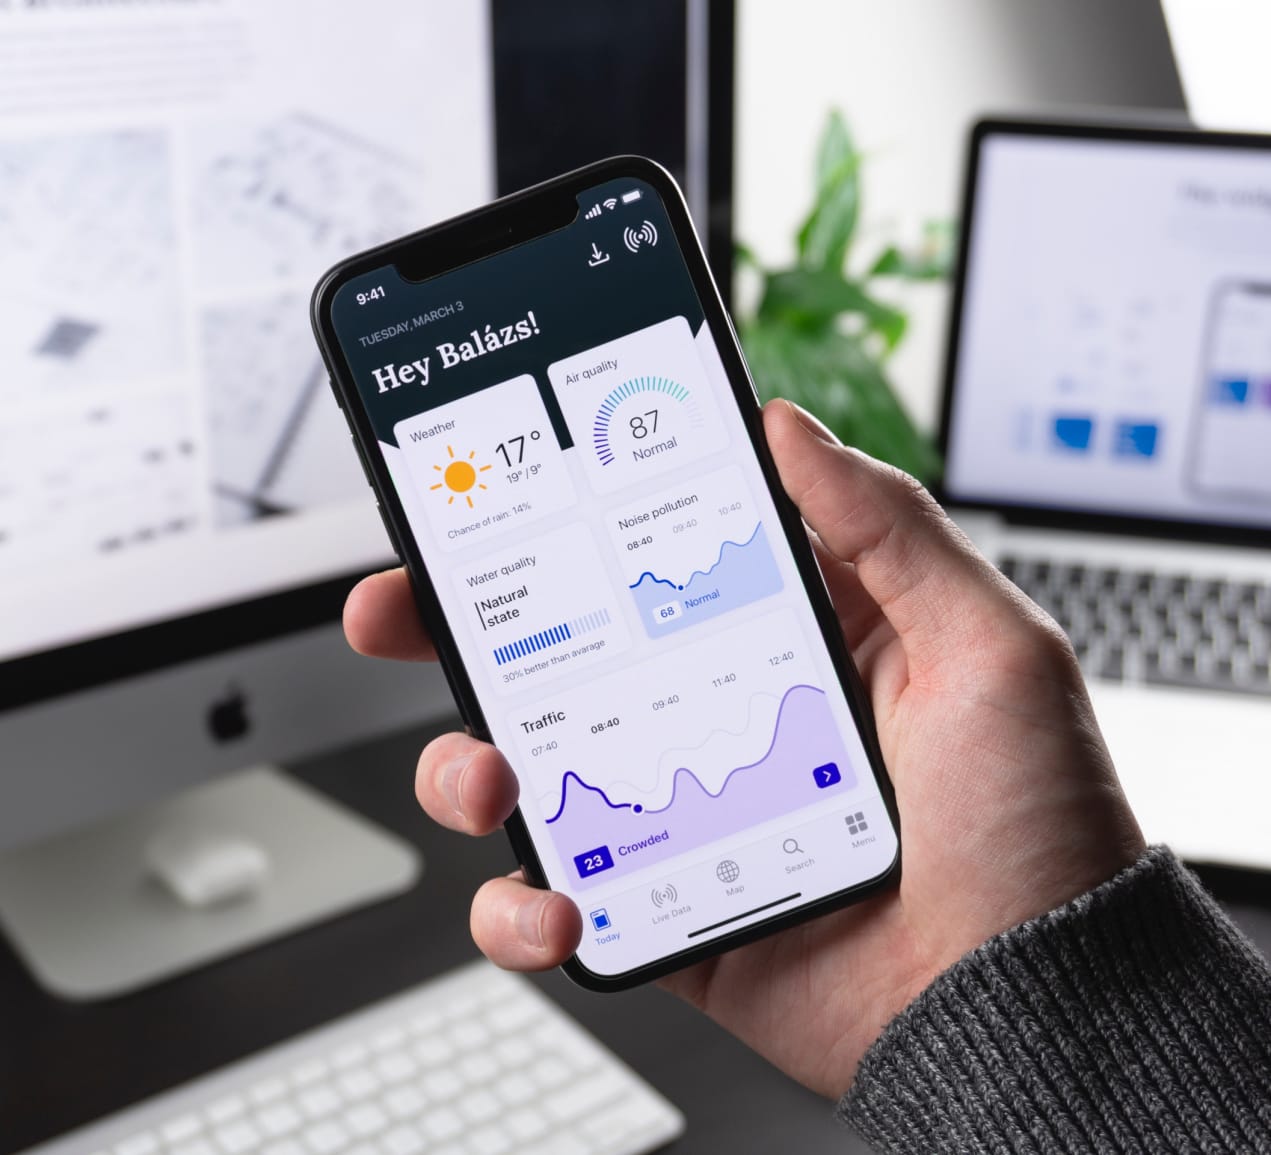 9:41
TUESDAY, MARCH 3
Hey Balázs!
Weather
17°
19° / 9°
Chance of rain: 14%
Air quality
87
Normal
Water quality
Natural
state
30% better than avarage
Noise pollution
08:40 09:40 10:40
68 Normal
Traffic
07:40 08:40 09:40 11:40 12:40
23 Crowded
Today Live Data Map Search Menu